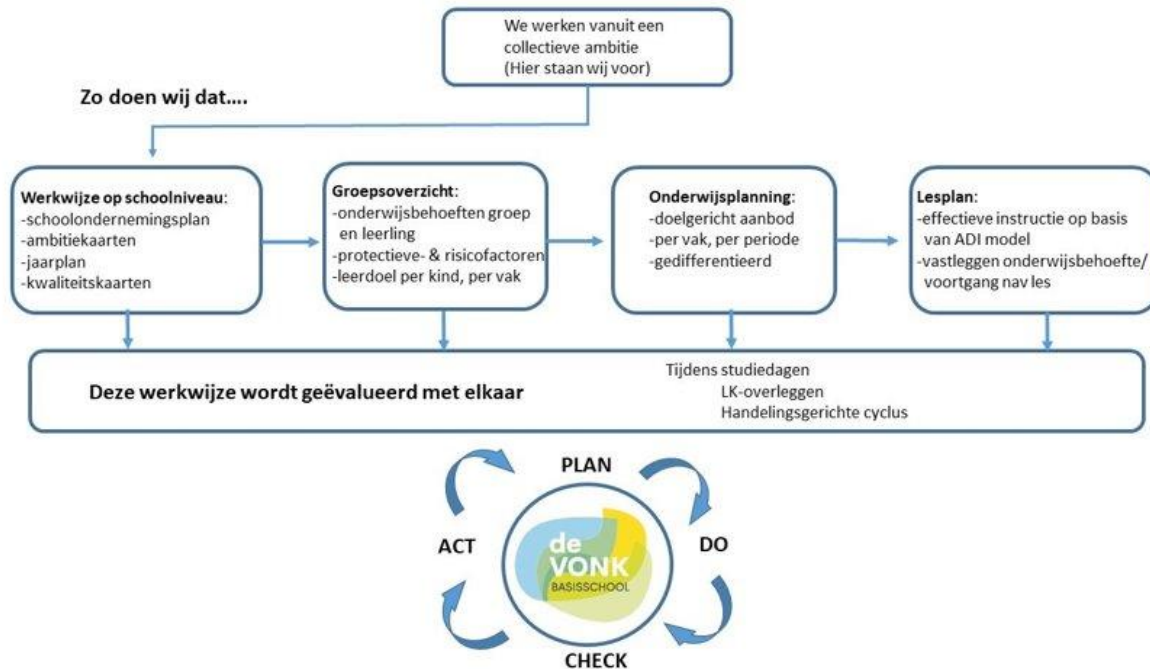 We werken vanuit een
collectieve ambitie
(Hier staan wij voor)
Zo doen wij dat....
Werkwijze op schoolniveau:
-schoolondernemingsplan
-ambitiekaarten
-jaarplan
-kwaliteitskaarten
Groepsoverzicht:
-onderwijsbehoeften groep
en leerling
-protectieve- & risicofactoren
-leerdoel per kind, per vak
Onderwijsplanning:
-doelgericht aanbod
-per vak, per periode
-gedifferentieerd
Lesplan:
-effectieve instructie op basis
van ADI model
-vastleggen onderwijsbehoefte/
voortgang nav les
Deze werkwijze wordt geëvalueerd met elkaar
Tijdens studiedagen
LK-overleggen
Handelingsgerichte cyclus
PLAN
ACT
de
VONK
BASISSCHOOL
DO
CHECK